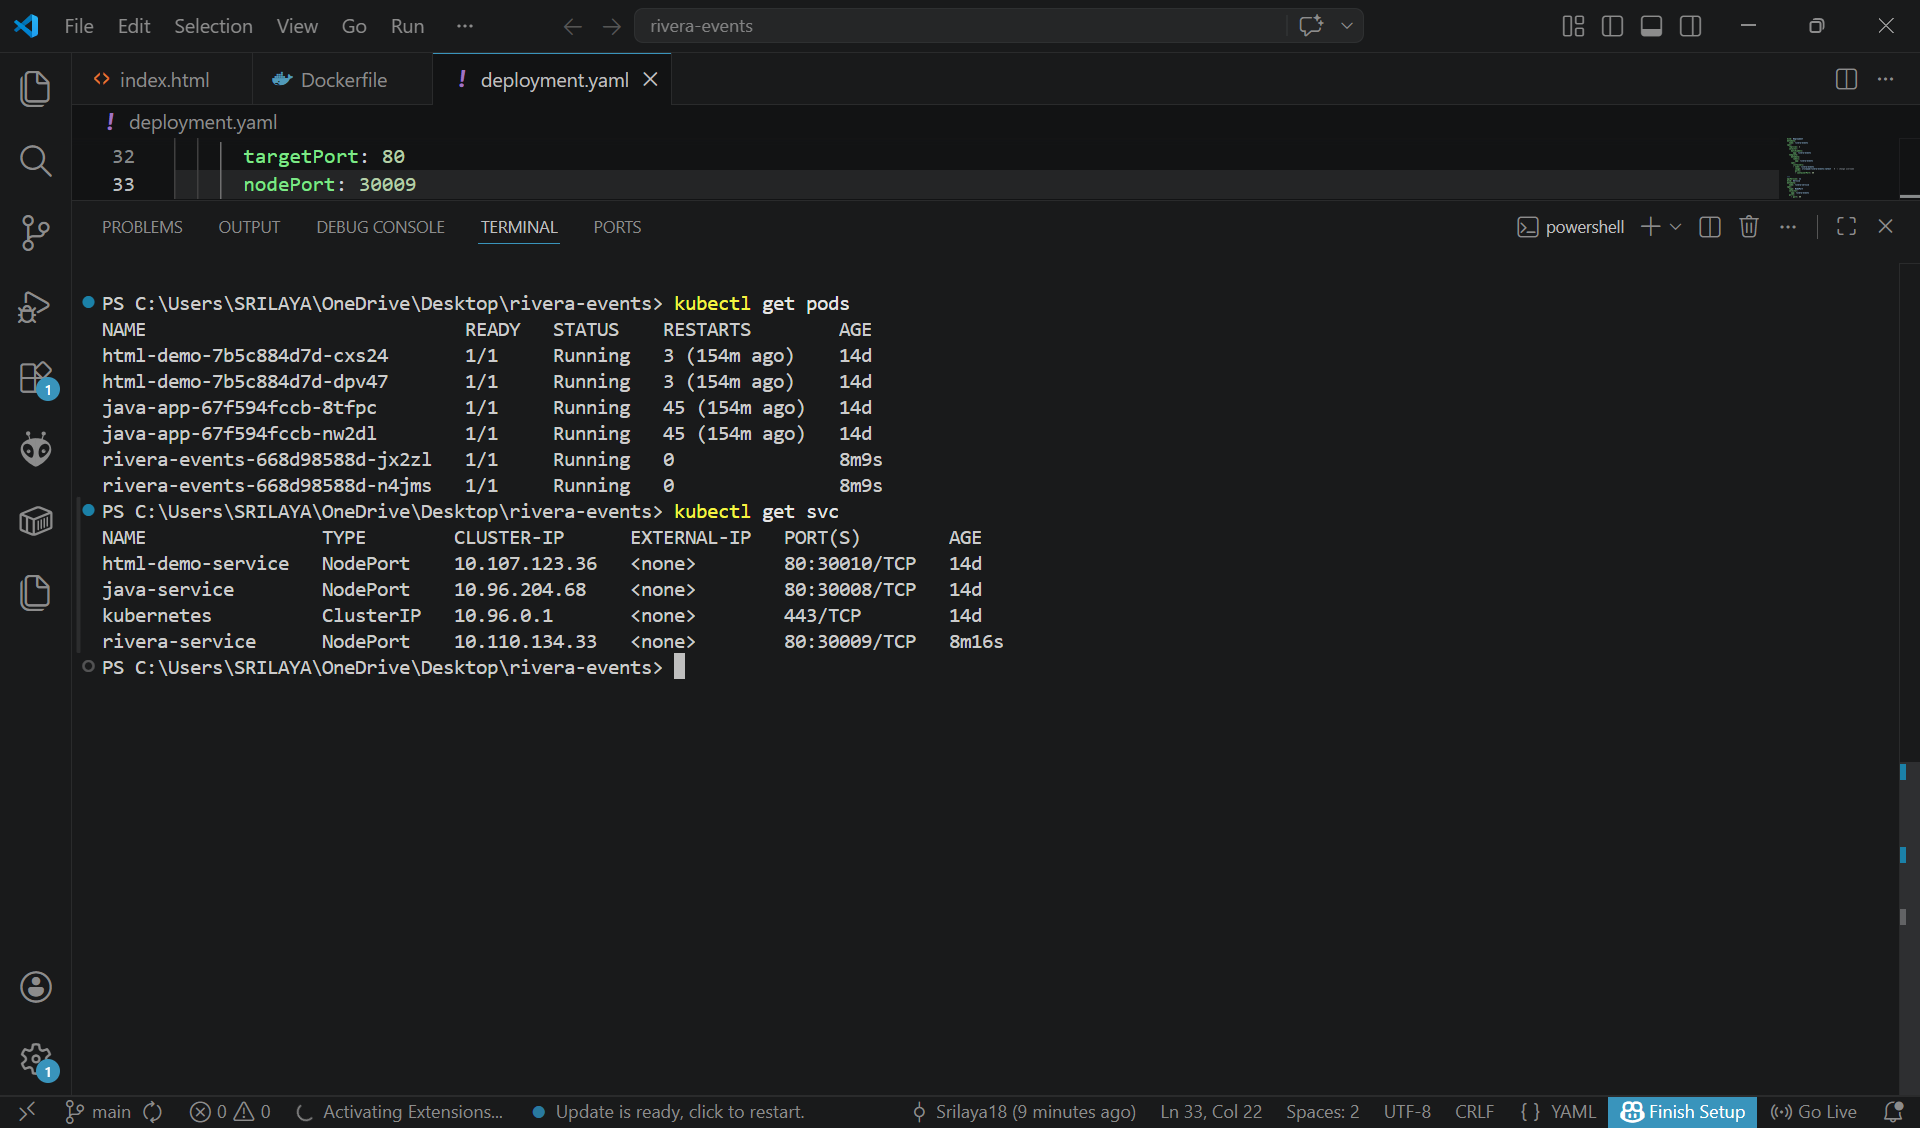 File Edit Selection View Go Run ··· rivera-events
index.html Dockerfile ! deployment.yaml
! deployment.yaml
32 targetPort: 80
33 nodePort: 30009
PROBLEMS OUTPUT DEBUG CONSOLE TERMINAL PORTS powershell
PS C:\Users\SRILAYA\OneDrive\Desktop\rivera-events> kubectl get pods
NAME READY STATUS RESTARTS AGE
html-demo-7b5c884d7d-cxs24 1/1 Running 3 (154m ago) 14d
html-demo-7b5c884d7d-dpv47 1/1 Running 3 (154m ago) 14d
java-app-67f594fccb-8tfpc 1/1 Running 45 (154m ago) 14d
java-app-67f594fccb-nw2dl 1/1 Running 45 (154m ago) 14d
rivera-events-668d98588d-jx2zl 1/1 Running 0 8m9s
rivera-events-668d98588d-n4jms 1/1 Running 0 8m9s
PS C:\Users\SRILAYA\OneDrive\Desktop\rivera-events> kubectl get svc
NAME TYPE CLUSTER-IP EXTERNAL-IP PORT(S) AGE
html-demo-service NodePort 10.107.123.36 <none> 80:30010/TCP 14d
java-service NodePort 10.96.204.68 <none> 80:30008/TCP 14d
kubernetes ClusterIP 10.96.0.1 <none> 443/TCP 14d
rivera-service NodePort 10.110.134.33 <none> 80:30009/TCP 8m16s
PS C:\Users\SRILAYA\OneDrive\Desktop\rivera-events>
1
1
main 0 0 Activating Extensions... Update is ready, click to restart. Srilaya18 (9 minutes ago) Ln 33, Col 22 Spaces: 2 UTF-8 CRLF { } YAML Finish Setup Go Live